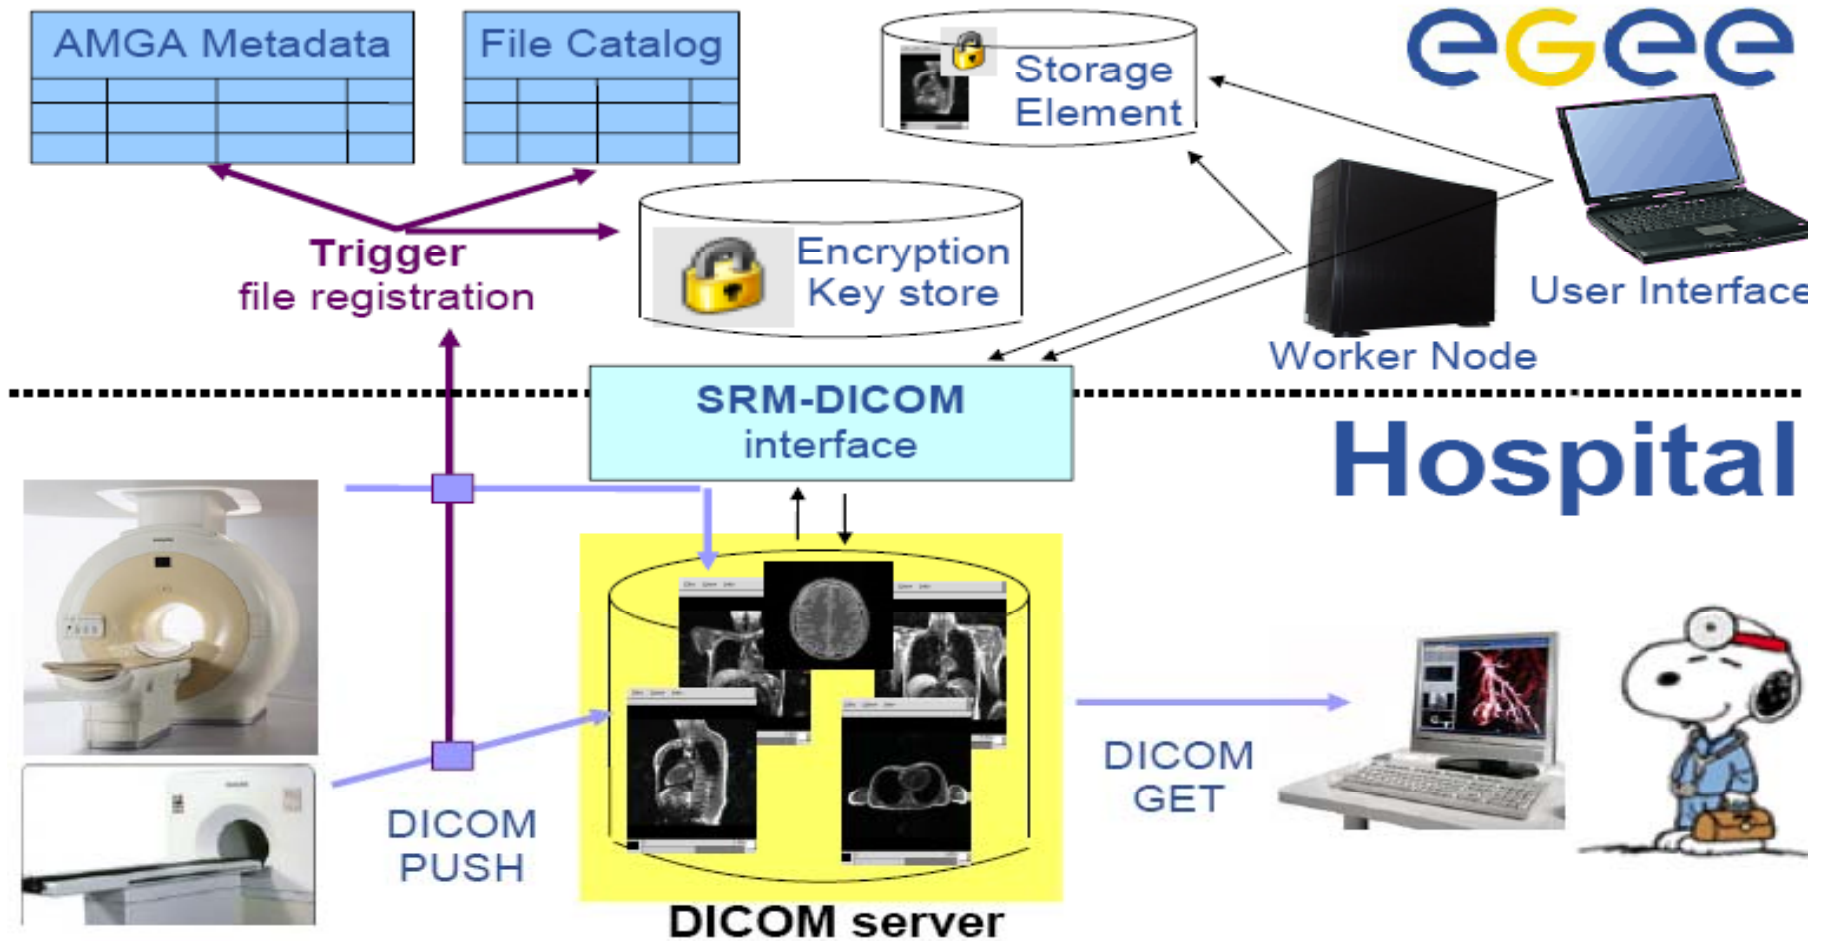 AMGA Metadata
File Catalog
Storage
Element
egee
Trigger
file registration
Encryption
Key store
User Interface
Worker Node
SRM-DICOM
interface
Hospital
DICOM
PUSH
DICOM
GET
DICOM server